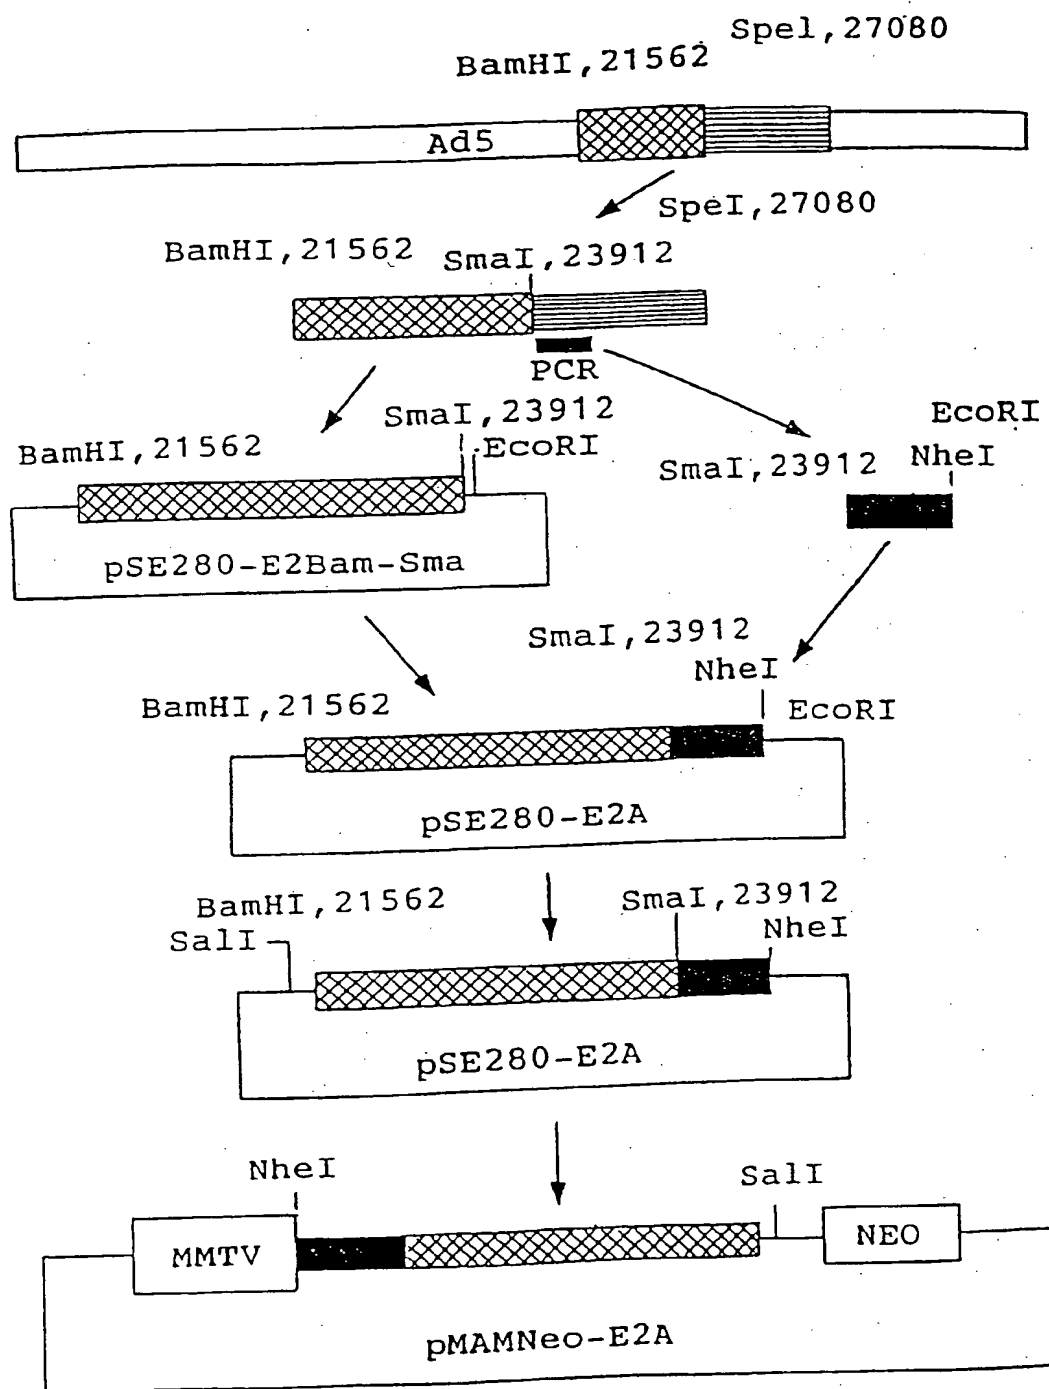 SpeI,27080
BamHI,21562
Ad5
SpeI,27080
BamHI,21562
SmaI,23912
PCR
SmaI,23912
EcoRI
BamHI,21562
EcoRI
NheI
SmaI,23912
pSE280-E2Bam-Sma
SmaI,23912
NheI
BamHI,21562
EcoRI
pSE280-E2A
BamHI,21562
SmaI,23912
SalI
NheI
pSE280-E2A
NheI
SalI
MMTV
NEO
pMAMNeo-E2A